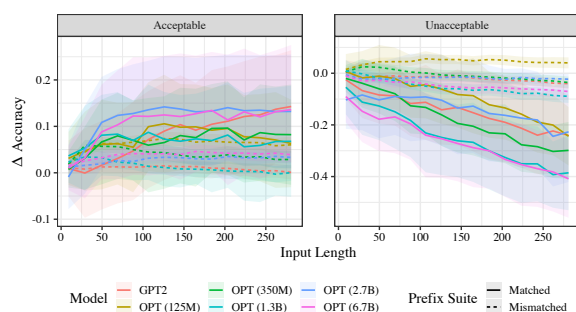 Acceptable
Unacceptable
Δ Accuracy
0.2
0.1
0.0
-0.1
0.0
-0.2
-0.4
0 50 100 150 200 250
0 50 100 150 200 250
Input Length
Model
GPT2
OPT (125M)
OPT (350M)
OPT (1.3B)
OPT (2.7B)
OPT (6.7B)
Prefix Suite
Matched
Mismatched